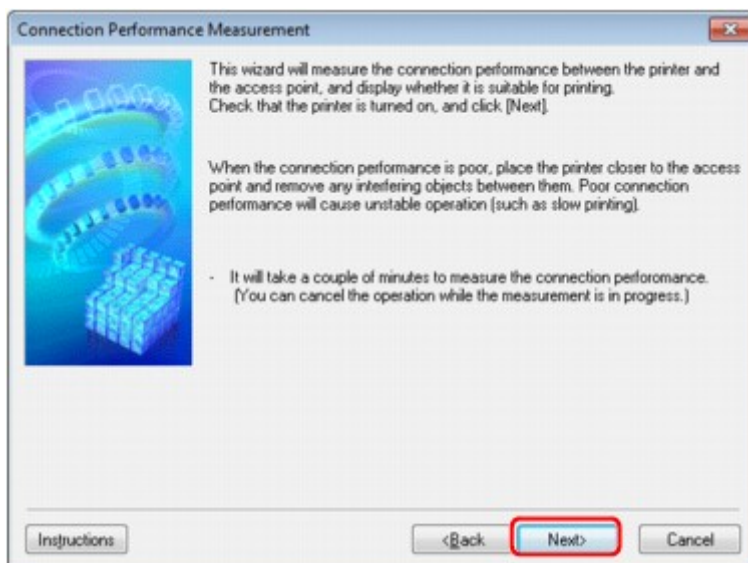 Connection Performance Measurement
This wizard will measure the connection performance between the printer and
the access point, and display whether it is suitable for printing.
Check that the printer is turned on, and click [Next].
When the connection performance is poor, place the printer closer to the access
point and remove any interfering objects between them. Poor connection
performance will cause unstable operation (such as slow printing).
- It will take a couple of minutes to measure the connection perforomance.
(You can cancel the operation while the measurement is in progress.)
Instructions
<Back
Next>
Cancel